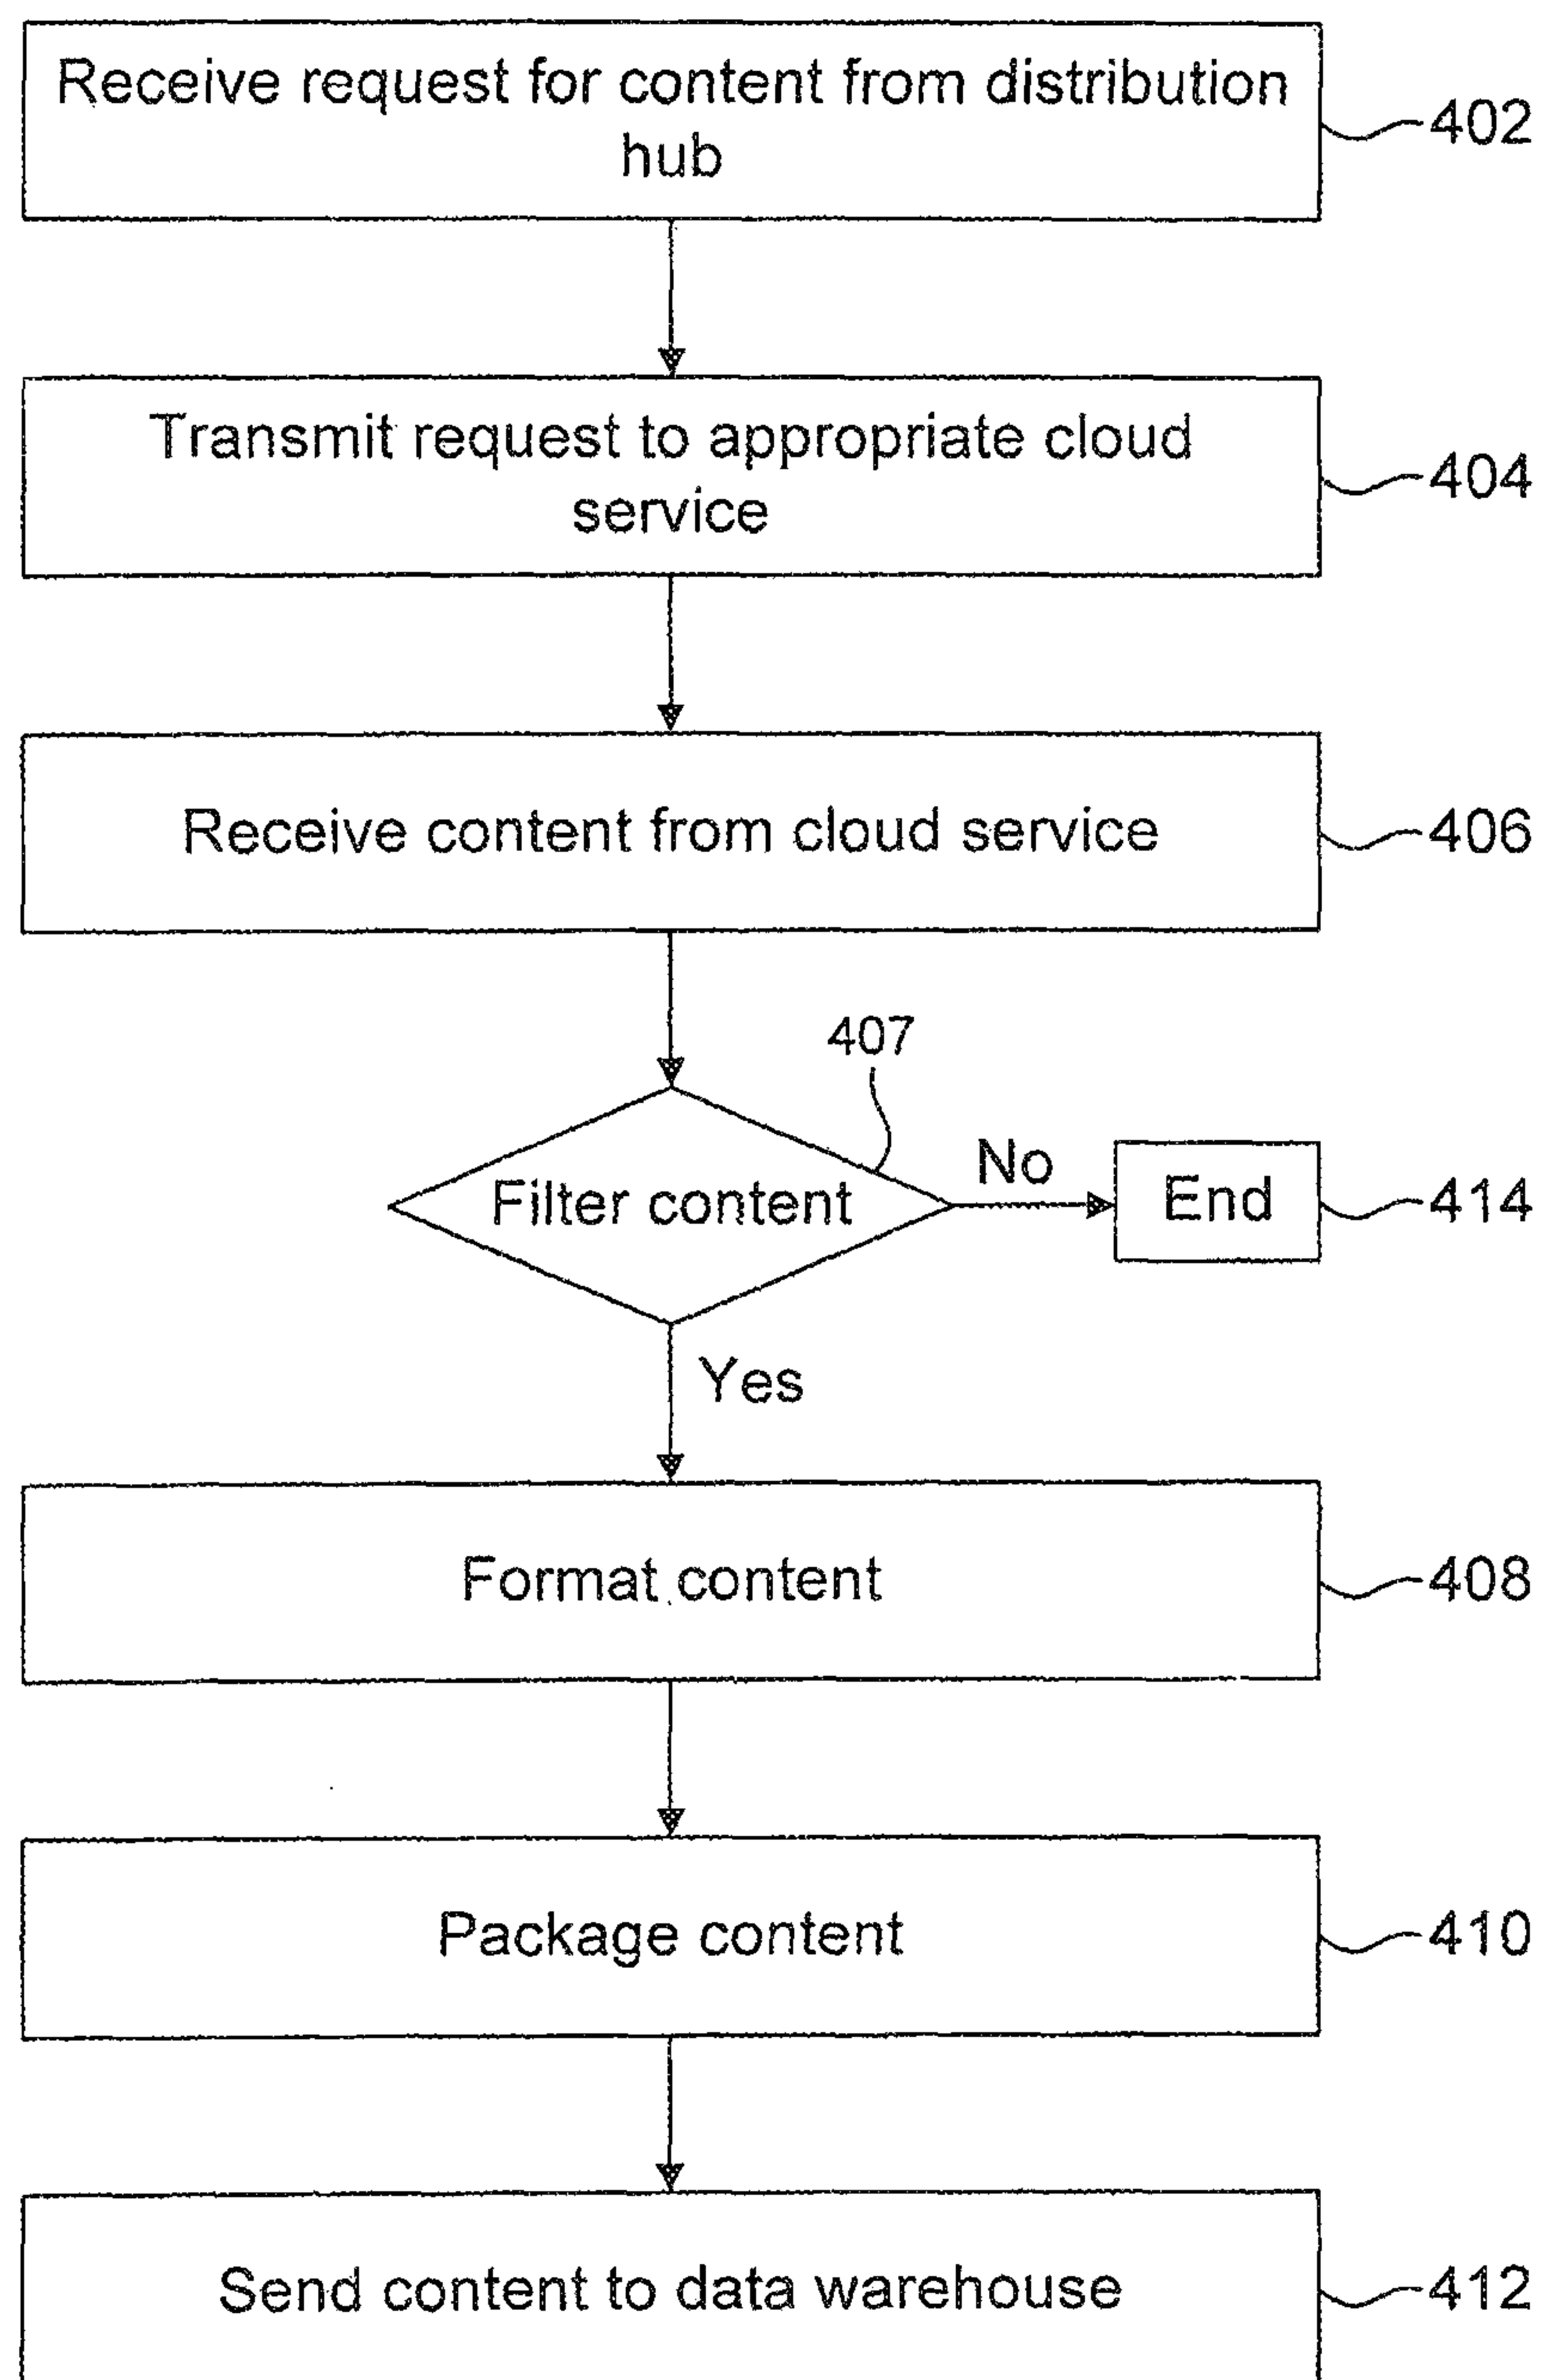 Receive request for content from distribution
hub
402
Transmit request to appropriate cloud
service
404
Receive content from cloud service
406
407
Filter content
No
End
414
Yes
Format content
408
Package content
410
Send content to data warehouse
412